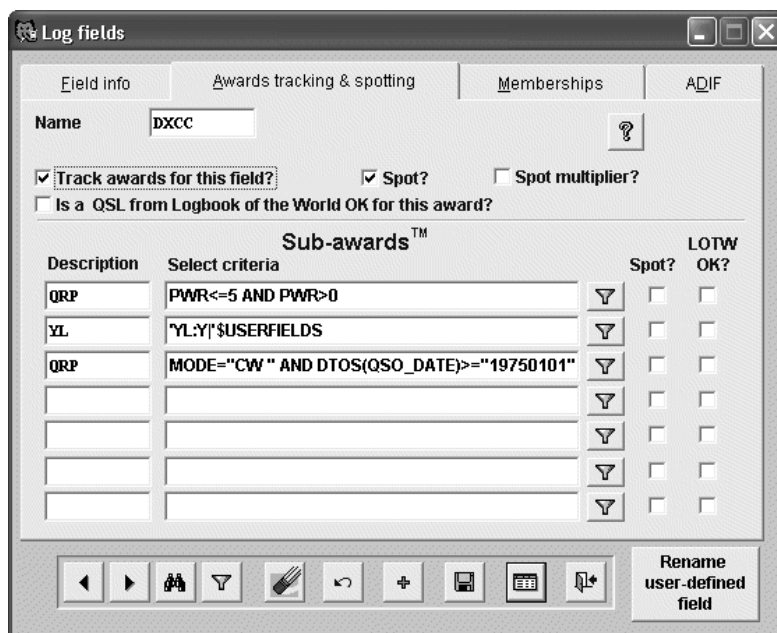 Log fields
Field info Awards tracking & spotting Memberships ADIF
Name DXCC ?
Track awards for this field? Spot? Spot multiplier?
Is a QSL from Logbook of the World OK for this award?
Sub-awards™ LOTW
Description Select criteria Spot? OK?
QRP PWR<=5 AND PWR>0
YL 'YL:Y|'$USERFIELDS
QRP MODE="CW " AND DTOS(QSO_DATE)>="19750101"
Rename
user-defined
field